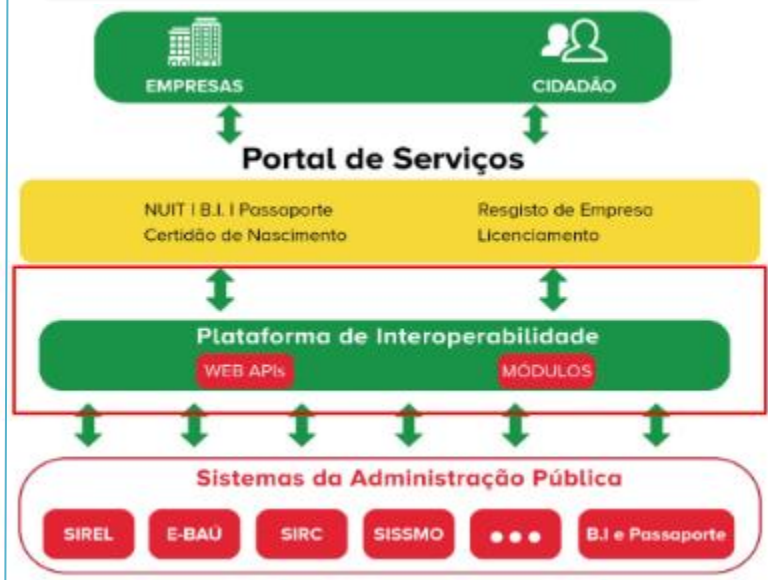 EMPRESAS
CIDADÃO
Portal de Serviços
NUIT | B.I. | Passaporte
Certidão de Nascimento
Resgisto de Empresa
Licenciamento
Plataforma de Interoperabilidade
WEB APIs
MÓDULOS
Sistemas da Administração Pública
SIREL
E-BAÚ
SIRC
SISSMO
B.I e Passaporte